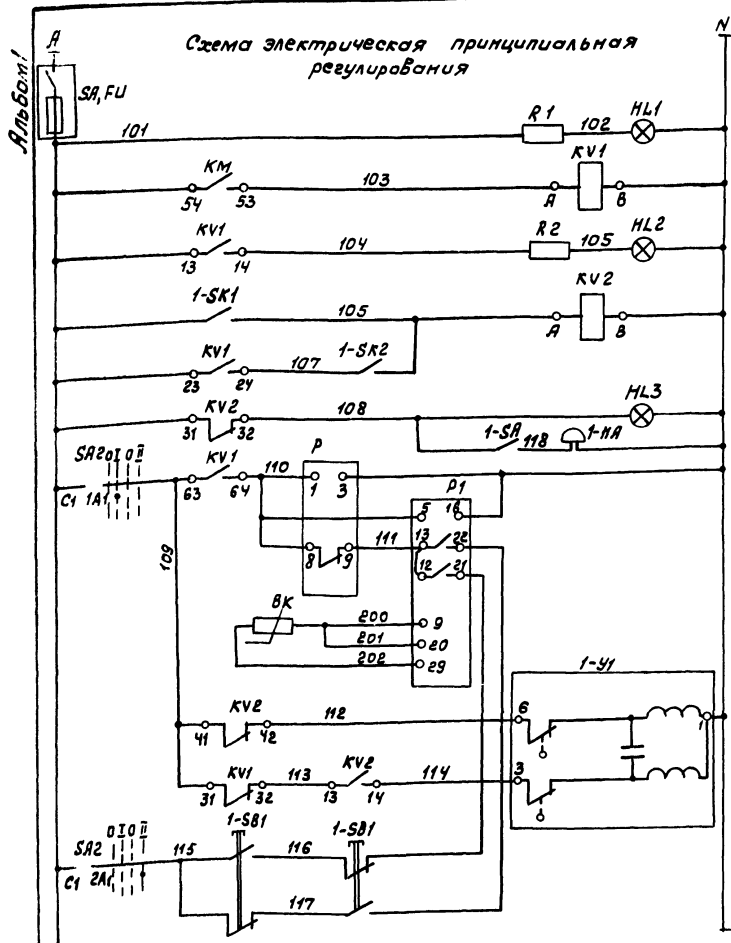 Альбом!
Схема электрическая принципиальная
регулирования
A
N
SA, FU
101
R1
102
HL1
KM
54
53
103
KV1
A
B
KV1
13
14
104
R2
105
HL2
1-SK1
105
KV2
A
B
KV1
23
24
107
1-SK2
KV2
31
32
108
HL3
1-SA
118
1-HA
SA2
0 I 0 II
C1
1A1
KV1
63
64
110
P
1
3
P1
5
16
109
8
9
111
13
22
12
21
BK
200
9
201
20
202
29
1-У1
KV2
41
42
112
6
1
KV1
31
32
113
KV2
13
14
114
3
SA2
0 I 0 II
C1
2A1
115
1-SB1
116
1-SB1
117